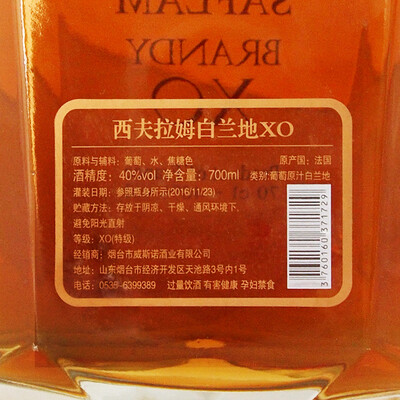 SAFLAM
BRANDY
XO
西夫拉姆白兰地XO
原料与辅料:葡萄、水、焦糖色 原产国:法国
酒精度:40%vol 净含量:700ml 类别:葡萄原汁白兰地
灌装日期:参照瓶身所示(2016/11/23)
贮藏方法:存放干阴凉、干燥、通风环境下,
避免阳光直射
等级:XO(特级)
经销商:烟台市威斯诺酒业有限公司
地址:山东烟台市经济开发区天池路3号内1号
电话:0535-6399389 过量饮酒 有害健康 孕妇禁食
3760160371729